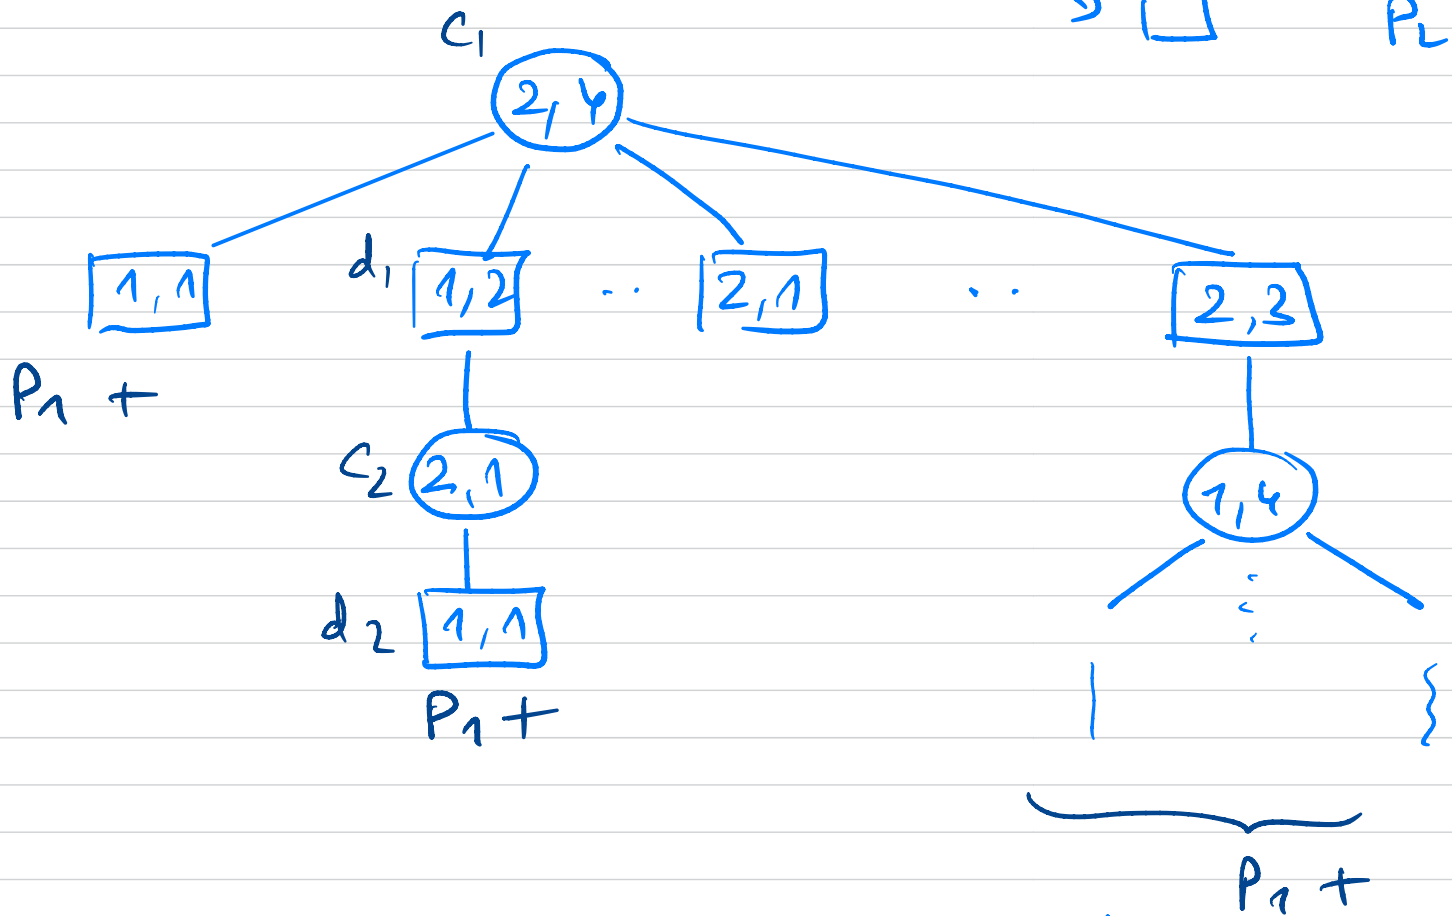 P2
C1
2,4
1,1 d1 1,2 .. 2,1 .. 2,3
P1 +
C2 2,1 1,4
d2 1,1
P1 +
P1 +